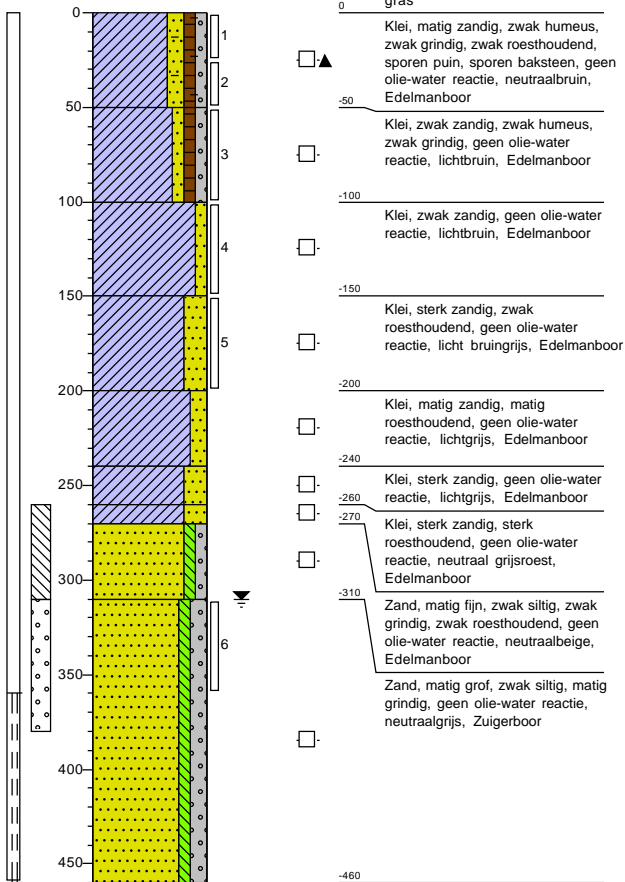 0
50
100
150
200
250
300
350
400
450
1
2
3
4
5
6
0
gras
Klei, matig zandig, zwak humeus,
zwak grindig, zwak roesthoudend,
sporen puin, sporen baksteen, geen
olie-water reactie, neutraalbruin,
Edelmanboor
-50
Klei, zwak zandig, zwak humeus,
zwak grindig, geen olie-water
reactie, lichtbruin, Edelmanboor
-100
Klei, zwak zandig, geen olie-water
reactie, lichtbruin, Edelmanboor
-150
Klei, sterk zandig, zwak
roesthoudend, geen olie-water
reactie, licht bruingrijs, Edelmanboor
-200
Klei, matig zandig, matig
roesthoudend, geen olie-water
reactie, lichtgrijs, Edelmanboor
-240
Klei, sterk zandig, geen olie-water
reactie, lichtgrijs, Edelmanboor
-260
-270
Klei, sterk zandig, sterk
roesthoudend, geen olie-water
reactie, neutraal grijsroest,
Edelmanboor
-310
Zand, matig fijn, zwak siltig, zwak
grindig, zwak roesthoudend, geen
olie-water reactie, neutraalbeige,
Edelmanboor
Zand, matig grof, zwak siltig, matig
grindig, geen olie-water reactie,
neutraalgrijs, Zuigerboor
-460